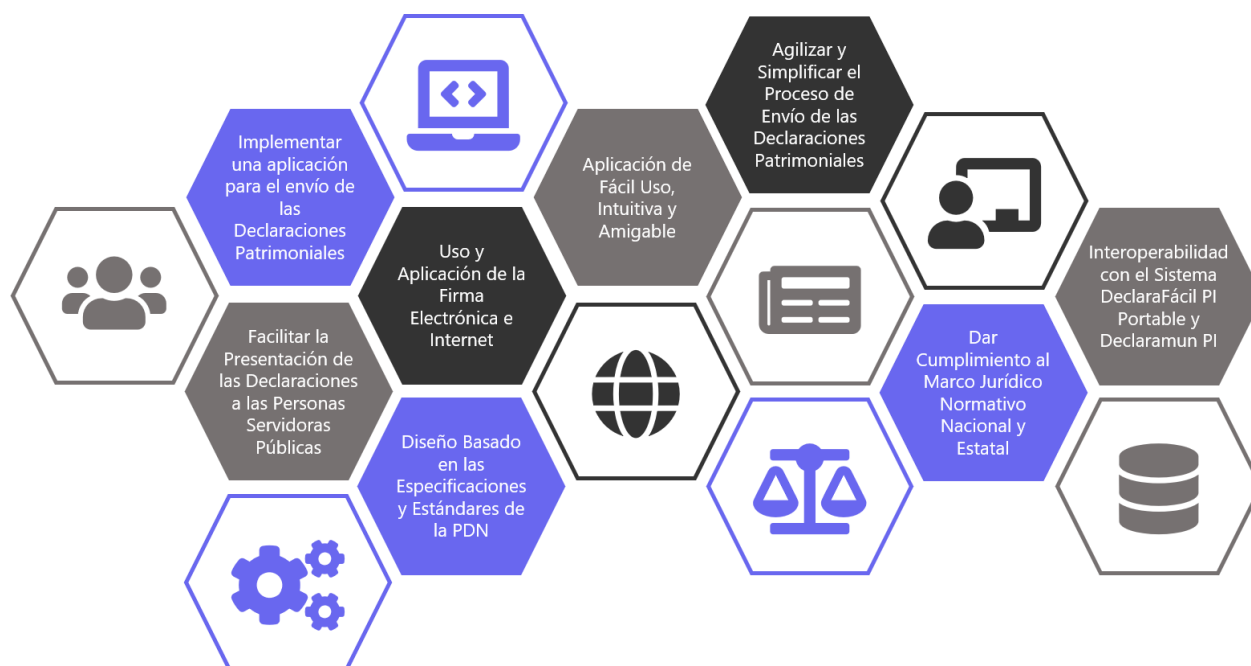 Implementar
una aplicación
para el envío de
las
Declaraciones
Patrimoniales
Facilitar la
Presentación de
las Declaraciones
a las Personas
Servidoras
Públicas
Uso y
Aplicación de la
Firma
Electrónica e
Internet
Diseño Basado
en las
Especificaciones
y Estándares de
la PDN
Aplicación de
Fácil Uso,
Intuitiva y
Amigable
Agilizar y
Simplificar el
Proceso de
Envío de las
Declaraciones
Patrimoniales
Dar
Cumplimiento al
Marco Jurídico
Normativo
Nacional y
Estatal
Interoperabilidad
con el Sistema
DeclaraFácil PI
Portable y
Declaramun PI